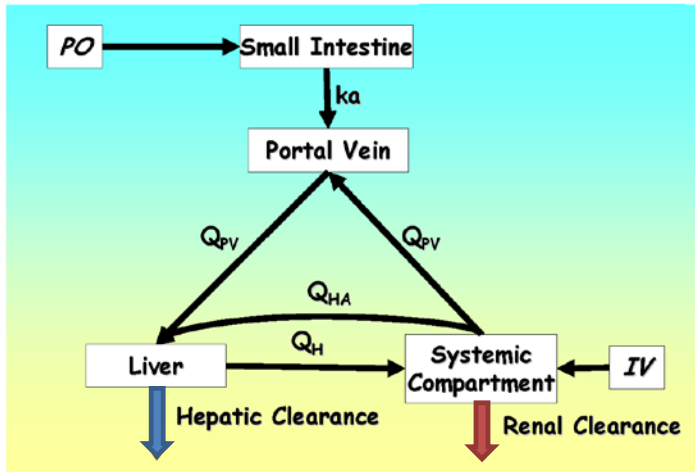 PO
Small Intestine
ka
Portal Vein
QPV
QPV
QHA
QH
Liver
Systemic
Compartment
IV
Hepatic Clearance
Renal Clearance